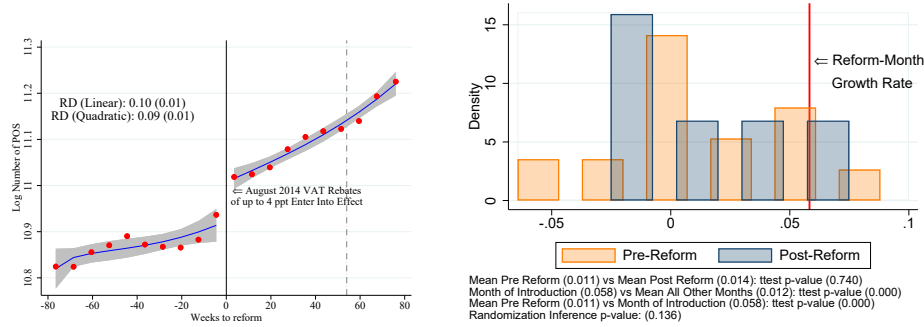 11.3
11.2
11.1
11
10.9
10.8
Log Number of POS
RD (Linear): 0.10 (0.01)
RD (Quadratic): 0.09 (0.01)
⇐ August 2014 VAT Rebates
of up to 4 ppt Enter Into Effect
-80 -60 -40 -20 0 20 40 60 80
Weeks to reform
15
10
5
0
Density
⇐ Reform-Month
Growth Rate
-.05 0 .05 .1
Pre-Reform Post-Reform
Mean Pre Reform (0.011) vs Mean Post Reform (0.014): ttest p-value (0.740)
Month of Introduction (0.058) vs Mean All Other Months (0.012): ttest p-value (0.000)
Mean Pre Reform (0.011) vs Month of Introduction (0.058): ttest p-value (0.000)
Randomization Inference p-value: (0.136)